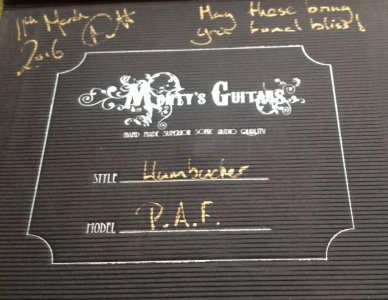 11th March
2016
May these bring
you tonal bliss!
Monty's Guitars
HAND MADE SUPERIOR SONIC AUDIO QUALITY
STYLE Humbucker
MODEL P.A.F.